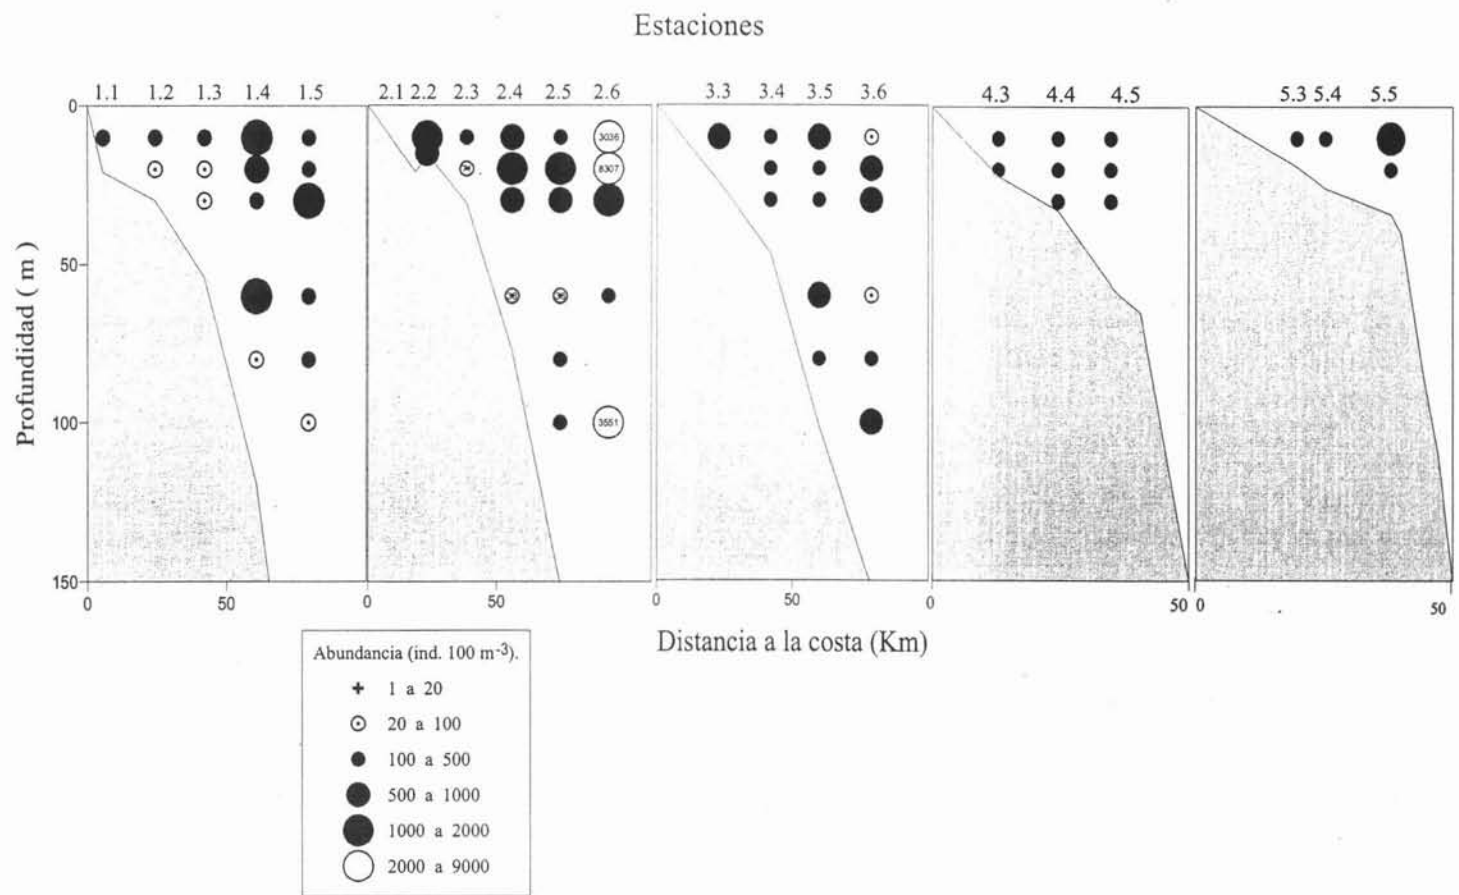 Estaciones
1.1 1.2 1.3 1.4 1.5 2.1 2.2 2.3 2.4 2.5 2.6 3.3 3.4 3.5 3.6 4.3 4.4 4.5 5.3 5.4 5.5
0
3036
8307
50
3551
100
150
Profundidad ( m )
0 50 0 50 0 50 0 50 0 50
Distancia a la costa (Km)
Abundancia (ind. 100 m-3).
1 a 20
20 a 100
100 a 500
500 a 1000
1000 a 2000
2000 a 9000